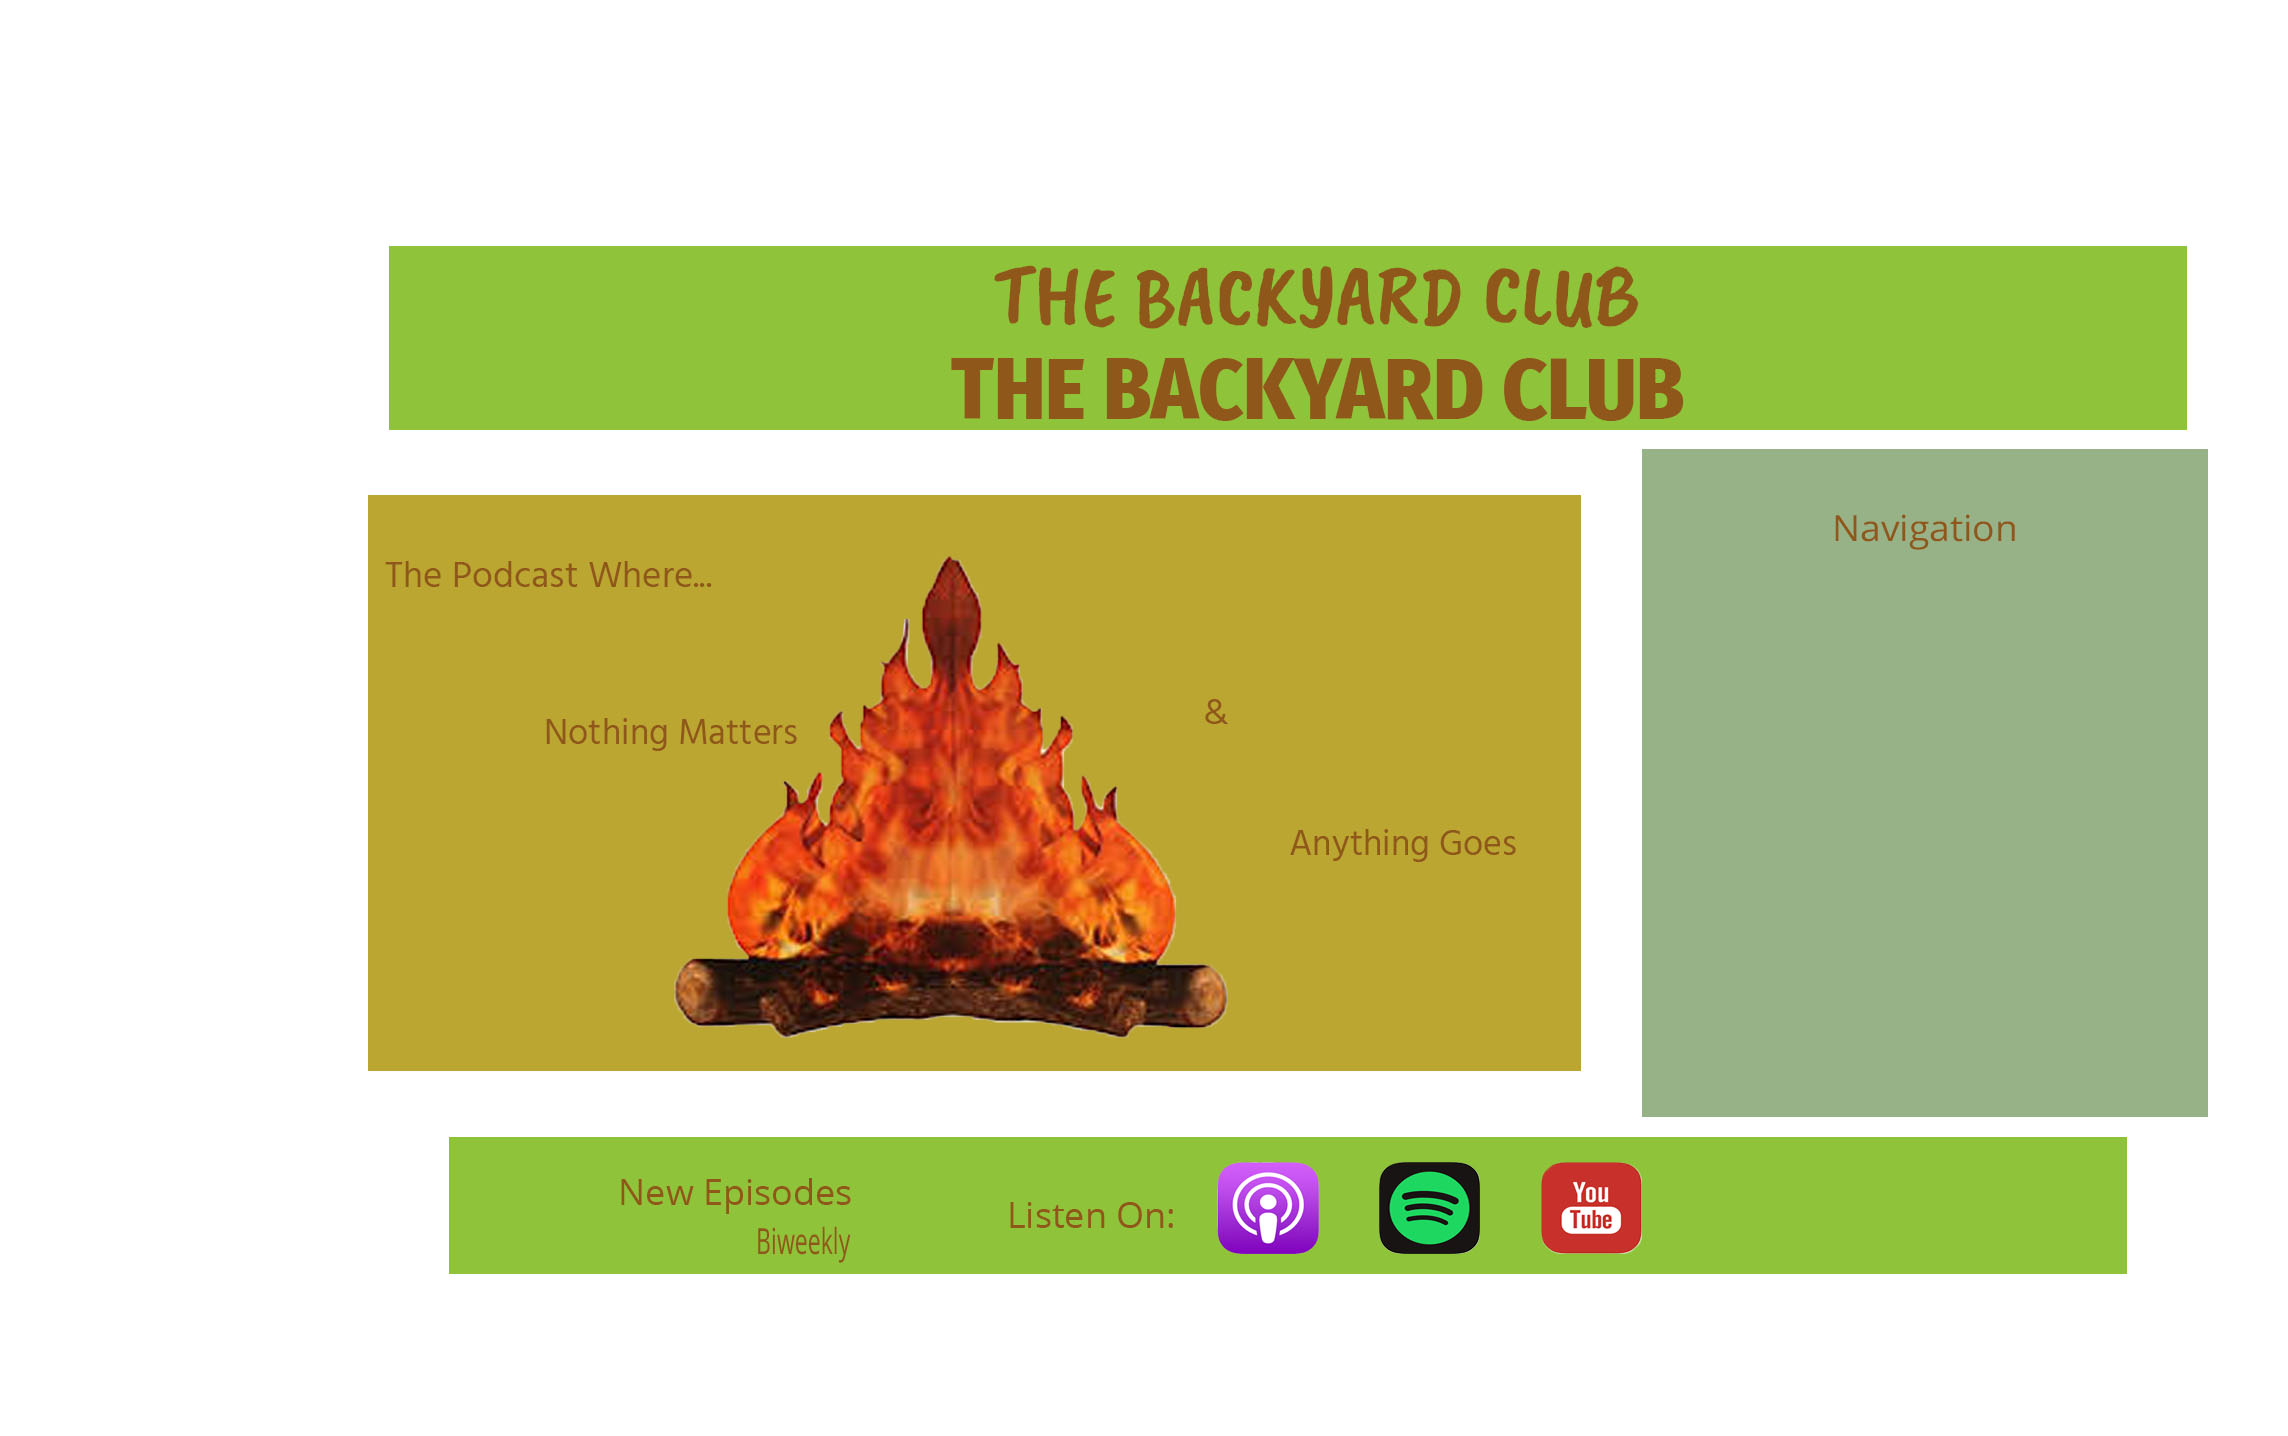 THE BACKYARD CLUB
THE BACKYARD CLUB
Navigation
The Podcast Where...
Nothing Matters
&
Anything Goes
New Episodes
Biweekly
Listen On:
You
Tube